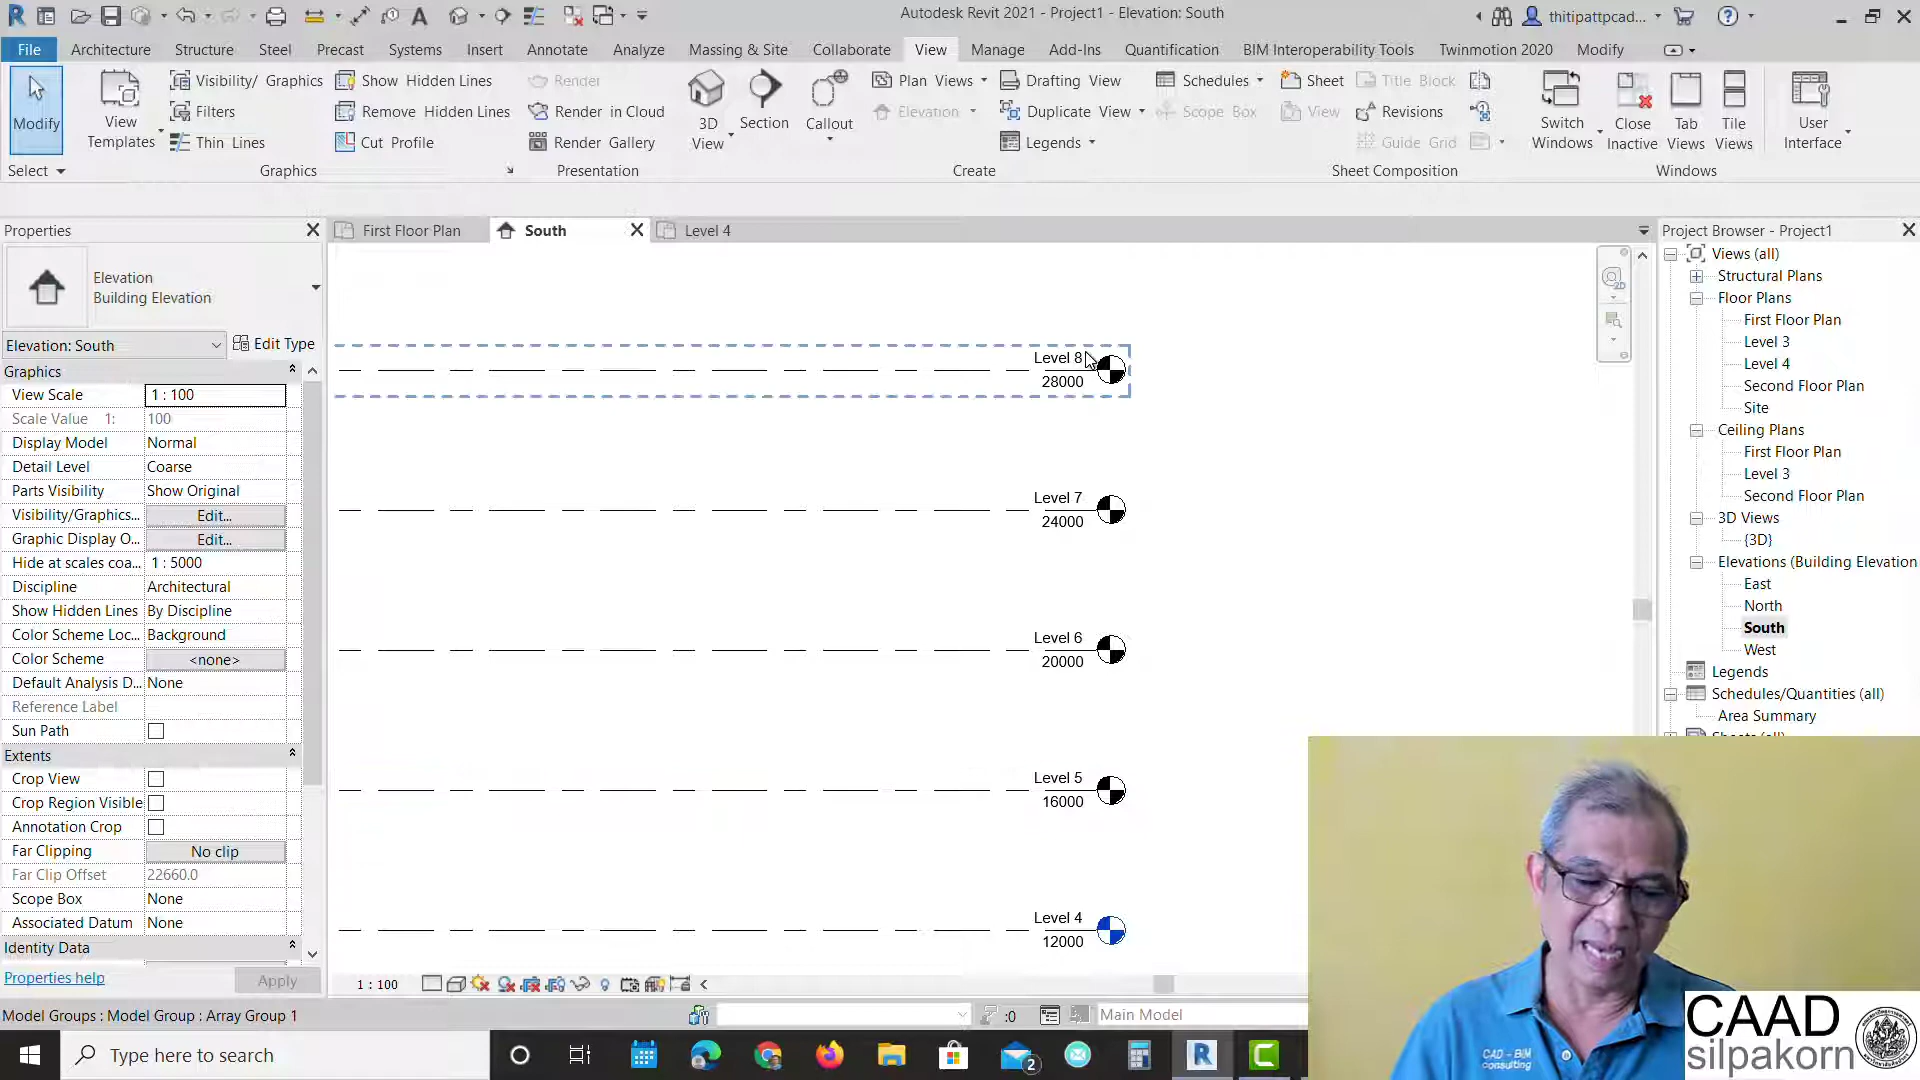 Autodesk Revit 2021 - Project1 - Elevation: South
thitipattpcad...
File Architecture Structure Steel Precast Systems Insert Annotate Analyze Massing & Site Collaborate View Manage Add-Ins Quantification BIM Interoperability Tools Twinmotion 2020 Modify
Modify
View Templates
Visibility/ Graphics
Filters
Thin Lines
Show Hidden Lines
Remove Hidden Lines
Cut Profile
Render
Render in Cloud
Render Gallery
3D View
Section
Callout
Plan Views
Elevation
Drafting View
Duplicate View
Legends
Schedules
Scope Box
Sheet
View
Title Block
Revisions
Guide Grid
Switch Windows
Close Inactive
Tab Views
Tile Views
User Interface
Select Graphics Presentation Create Sheet Composition Windows
Properties
First Floor Plan
South
Level 4
Project Browser - Project1
Elevation
Building Elevation
Elevation: South
Edit Type
Graphics
View Scale 1 : 100
Scale Value 1: 100
Display Model Normal
Detail Level Coarse
Parts Visibility Show Original
Visibility/Graphics... Edit...
Graphic Display O... Edit...
Hide at scales coa... 1 : 5000
Discipline Architectural
Show Hidden Lines By Discipline
Color Scheme Loc... Background
Color Scheme <none>
Default Analysis D... None
Reference Label
Sun Path
Extents
Crop View
Crop Region Visible
Annotation Crop
Far Clipping No clip
Far Clip Offset 22660.0
Scope Box None
Associated Datum None
Identity Data
Properties help
Apply
Level 8
28000
Level 7
24000
Level 6
20000
Level 5
16000
Level 4
12000
2D
Views (all)
Structural Plans
Floor Plans
First Floor Plan
Level 3
Level 4
Second Floor Plan
Site
Ceiling Plans
First Floor Plan
Level 3
Second Floor Plan
3D Views
{3D}
Elevations (Building Elevation
East
North
South
West
Legends
Schedules/Quantities (all)
Area Summary
Sheets (all)
1 : 100
Model Groups : Model Group : Array Group 1
:0
Main Model
Type here to search
2
CAD - BIM
consulting
CAAD
silpakorn